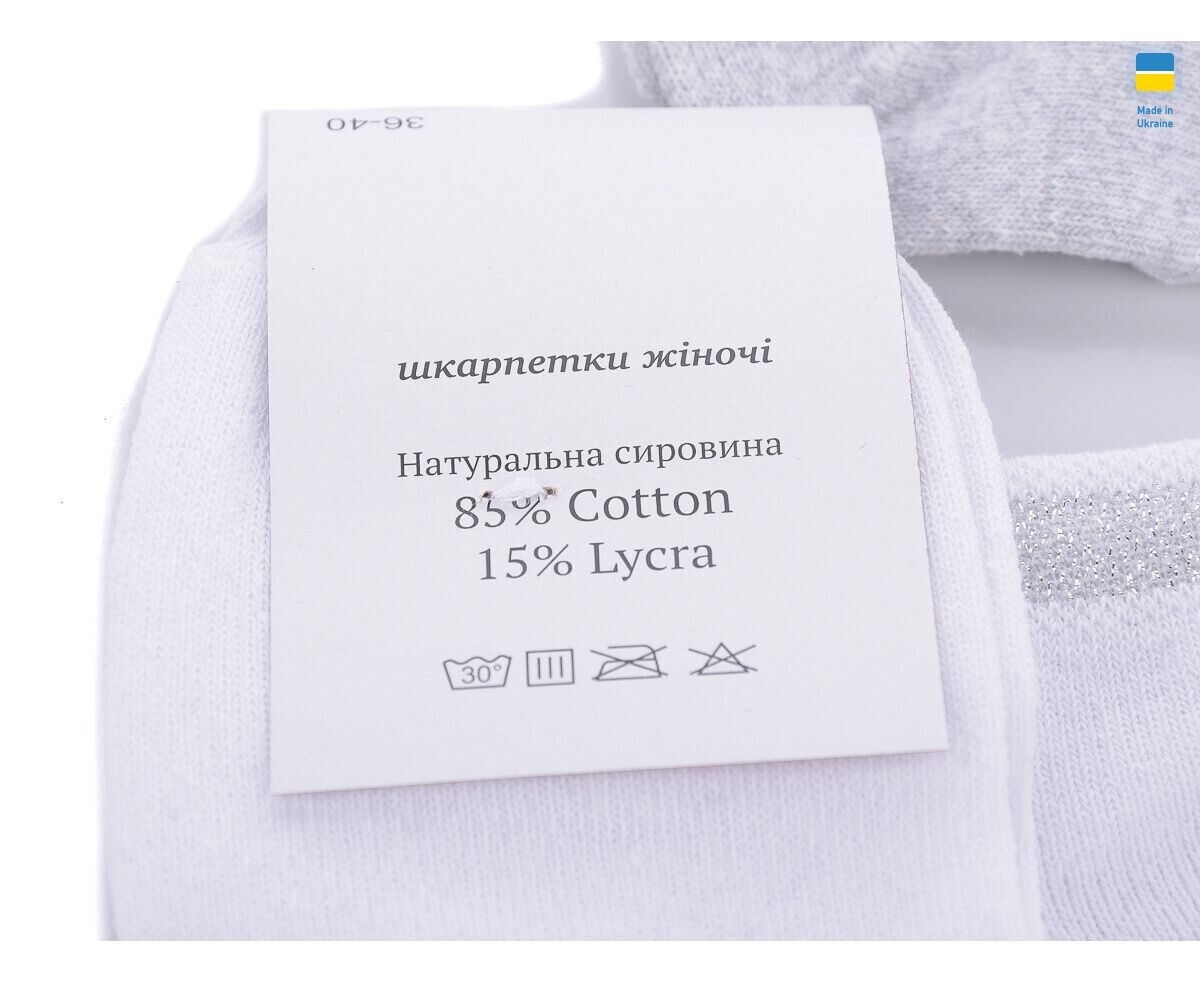 Made in
Ukraine
36-40
шкарпетки жіночі
Натуральна сировина
85% Cotton
15% Lycra
30°